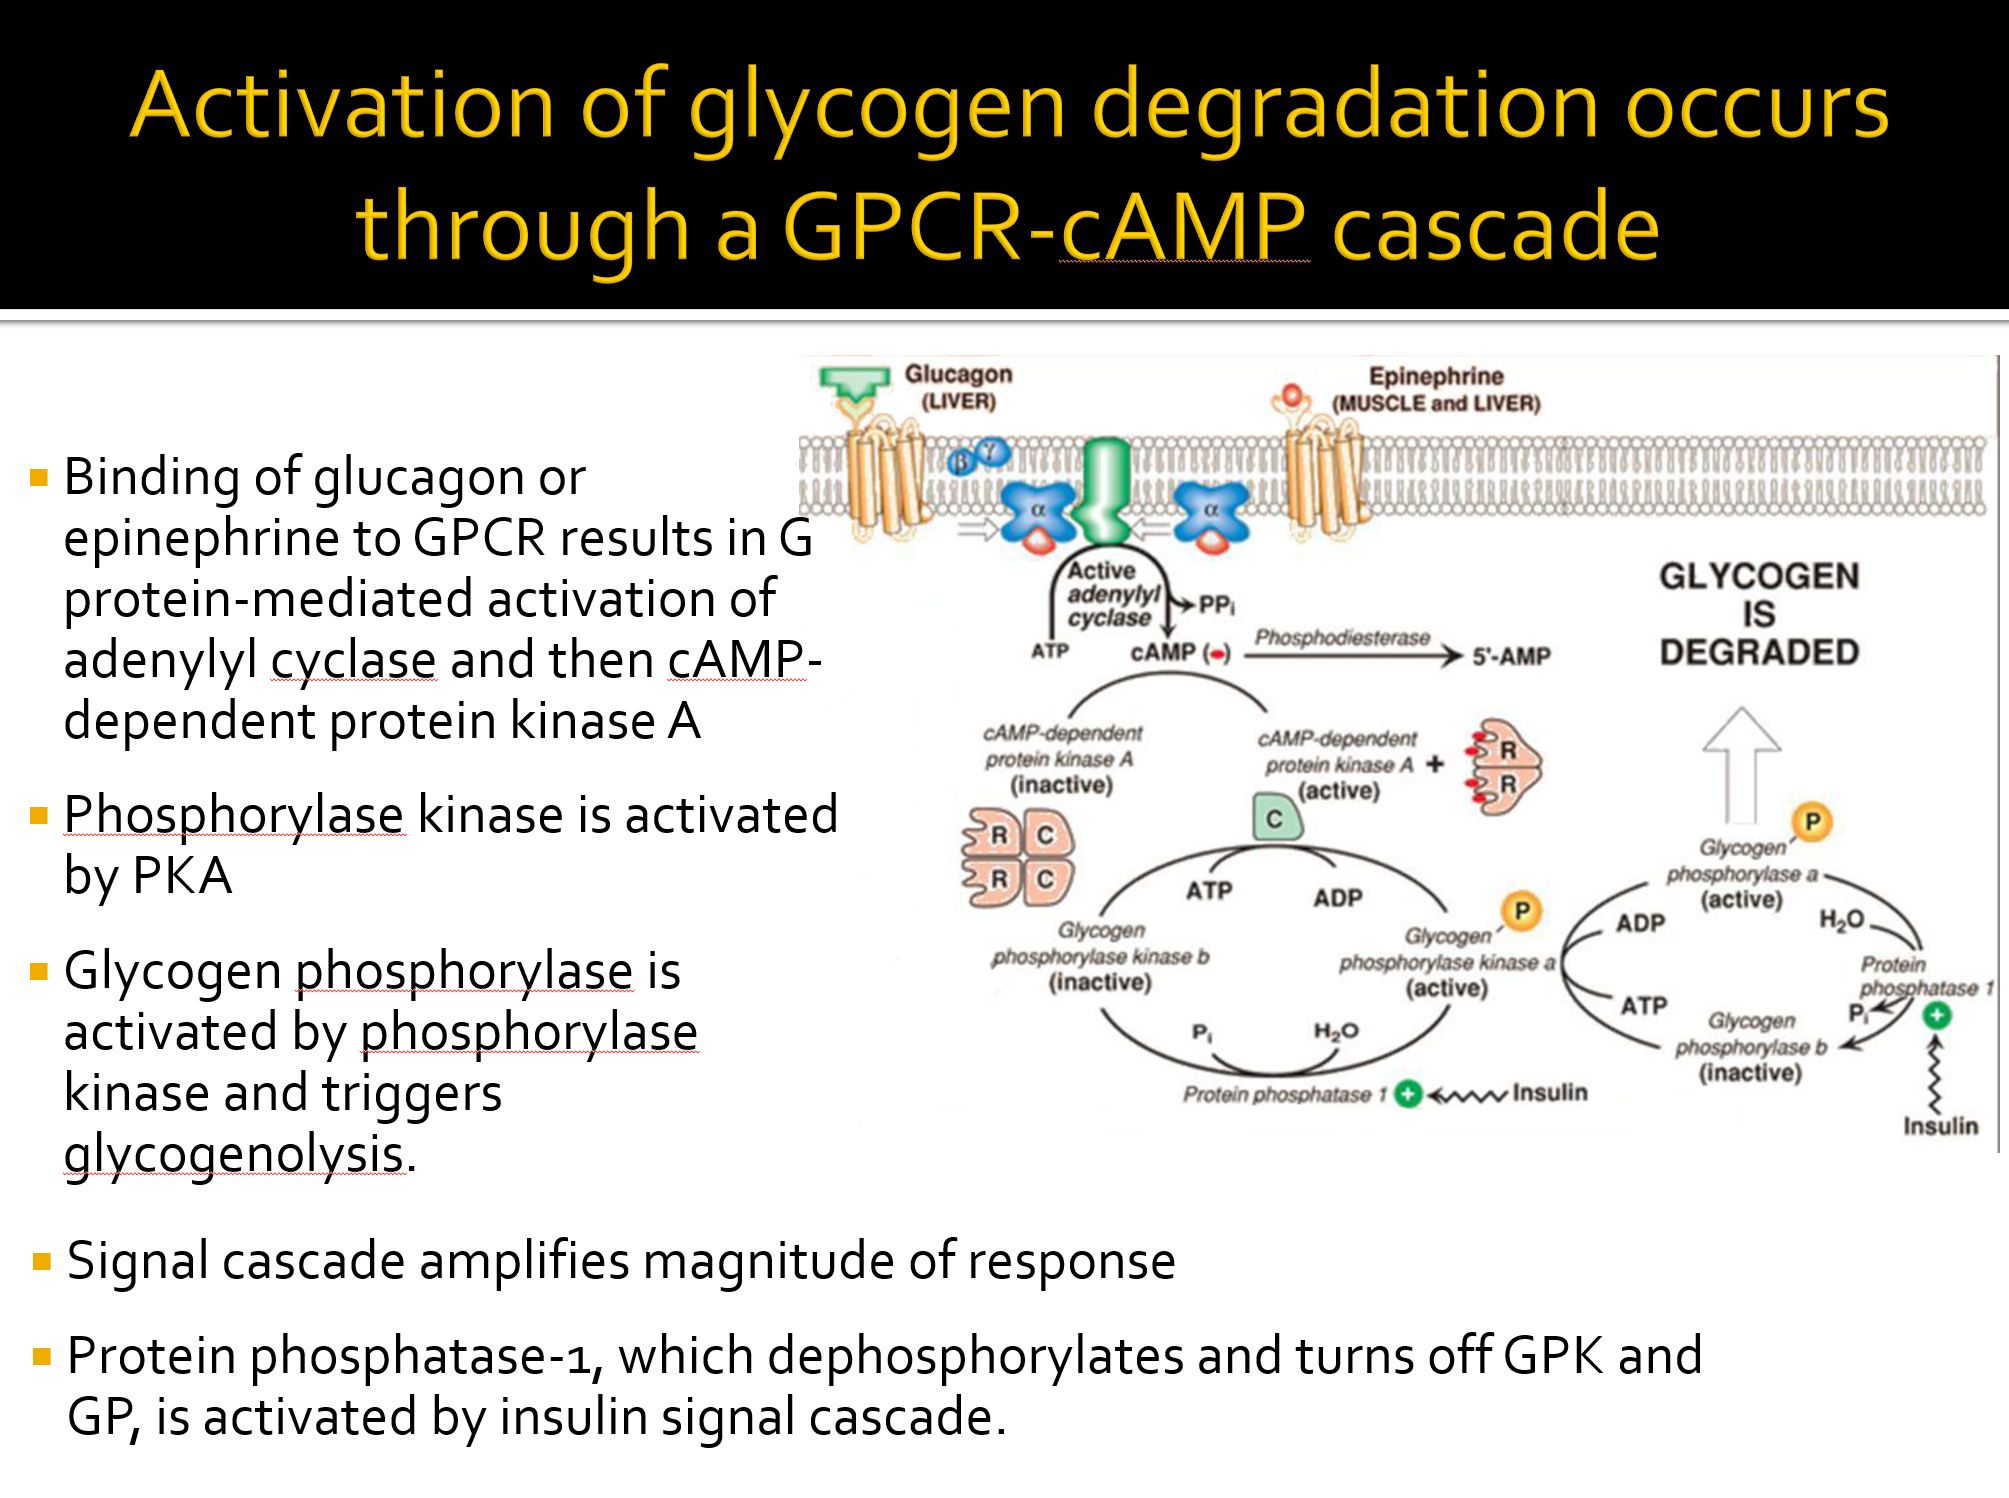 Activation of glycogen degradation occurs
through a GPCR-cAMP cascade
Binding of glucagon or
epinephrine to GPCR results in G
protein-mediated activation of
adenylyl cyclase and then cAMP-
dependent protein kinase A
Phosphorylase kinase is activated
by PKA
Glycogen phosphorylase is
activated by phosphorylase
kinase and triggers
glycogenolysis.
Signal cascade amplifies magnitude of response
Protein phosphatase-1, which dephosphorylates and turns off GPK and
GP, is activated by insulin signal cascade.
Glucagon
(LIVER)
Epinephrine
(MUSCLE and LIVER)
β γ
α
α
Active
adenylyl
cyclase
PPi
ATP
cAMP (-)
Phosphodiesterase
5'-AMP
GLYCOGEN
IS
DEGRADED
cAMP-dependent
protein kinase A
(inactive)
R C
R C
cAMP-dependent
protein kinase A +
(active)
R
R
C
ATP
ADP
Glycogen
phosphorylase kinase b
(inactive)
P
Glycogen
phosphorylase kinase a
(active)
Pi
H2O
Protein phosphatase 1 + Insulin
P
Glycogen
phosphorylase a
(active)
ADP
H2O
ATP
Protein
phosphatase 1
Pi
+
Glycogen
phosphorylase b
(inactive)
Insulin